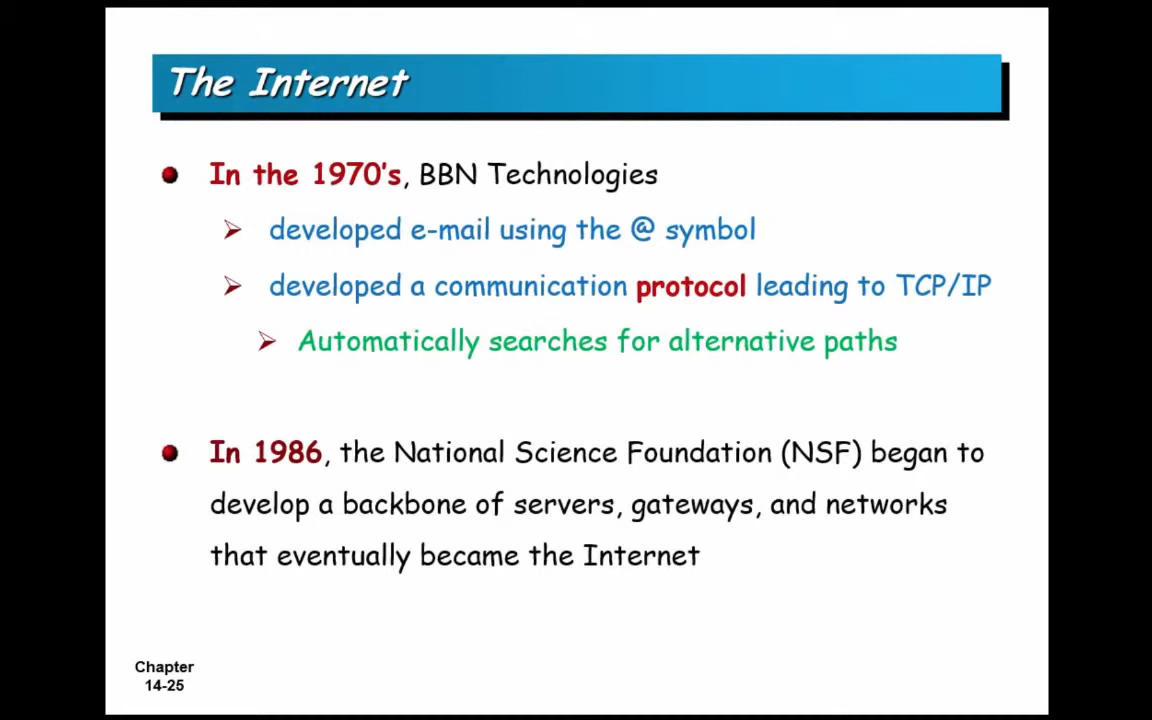 The Internet
In the 1970's, BBN Technologies
developed e-mail using the @ symbol
developed a communication protocol leading to TCP/IP
Automatically searches for alternative paths
In 1986, the National Science Foundation (NSF) began to
develop a backbone of servers, gateways, and networks
that eventually became the Internet
Chapter
14-25